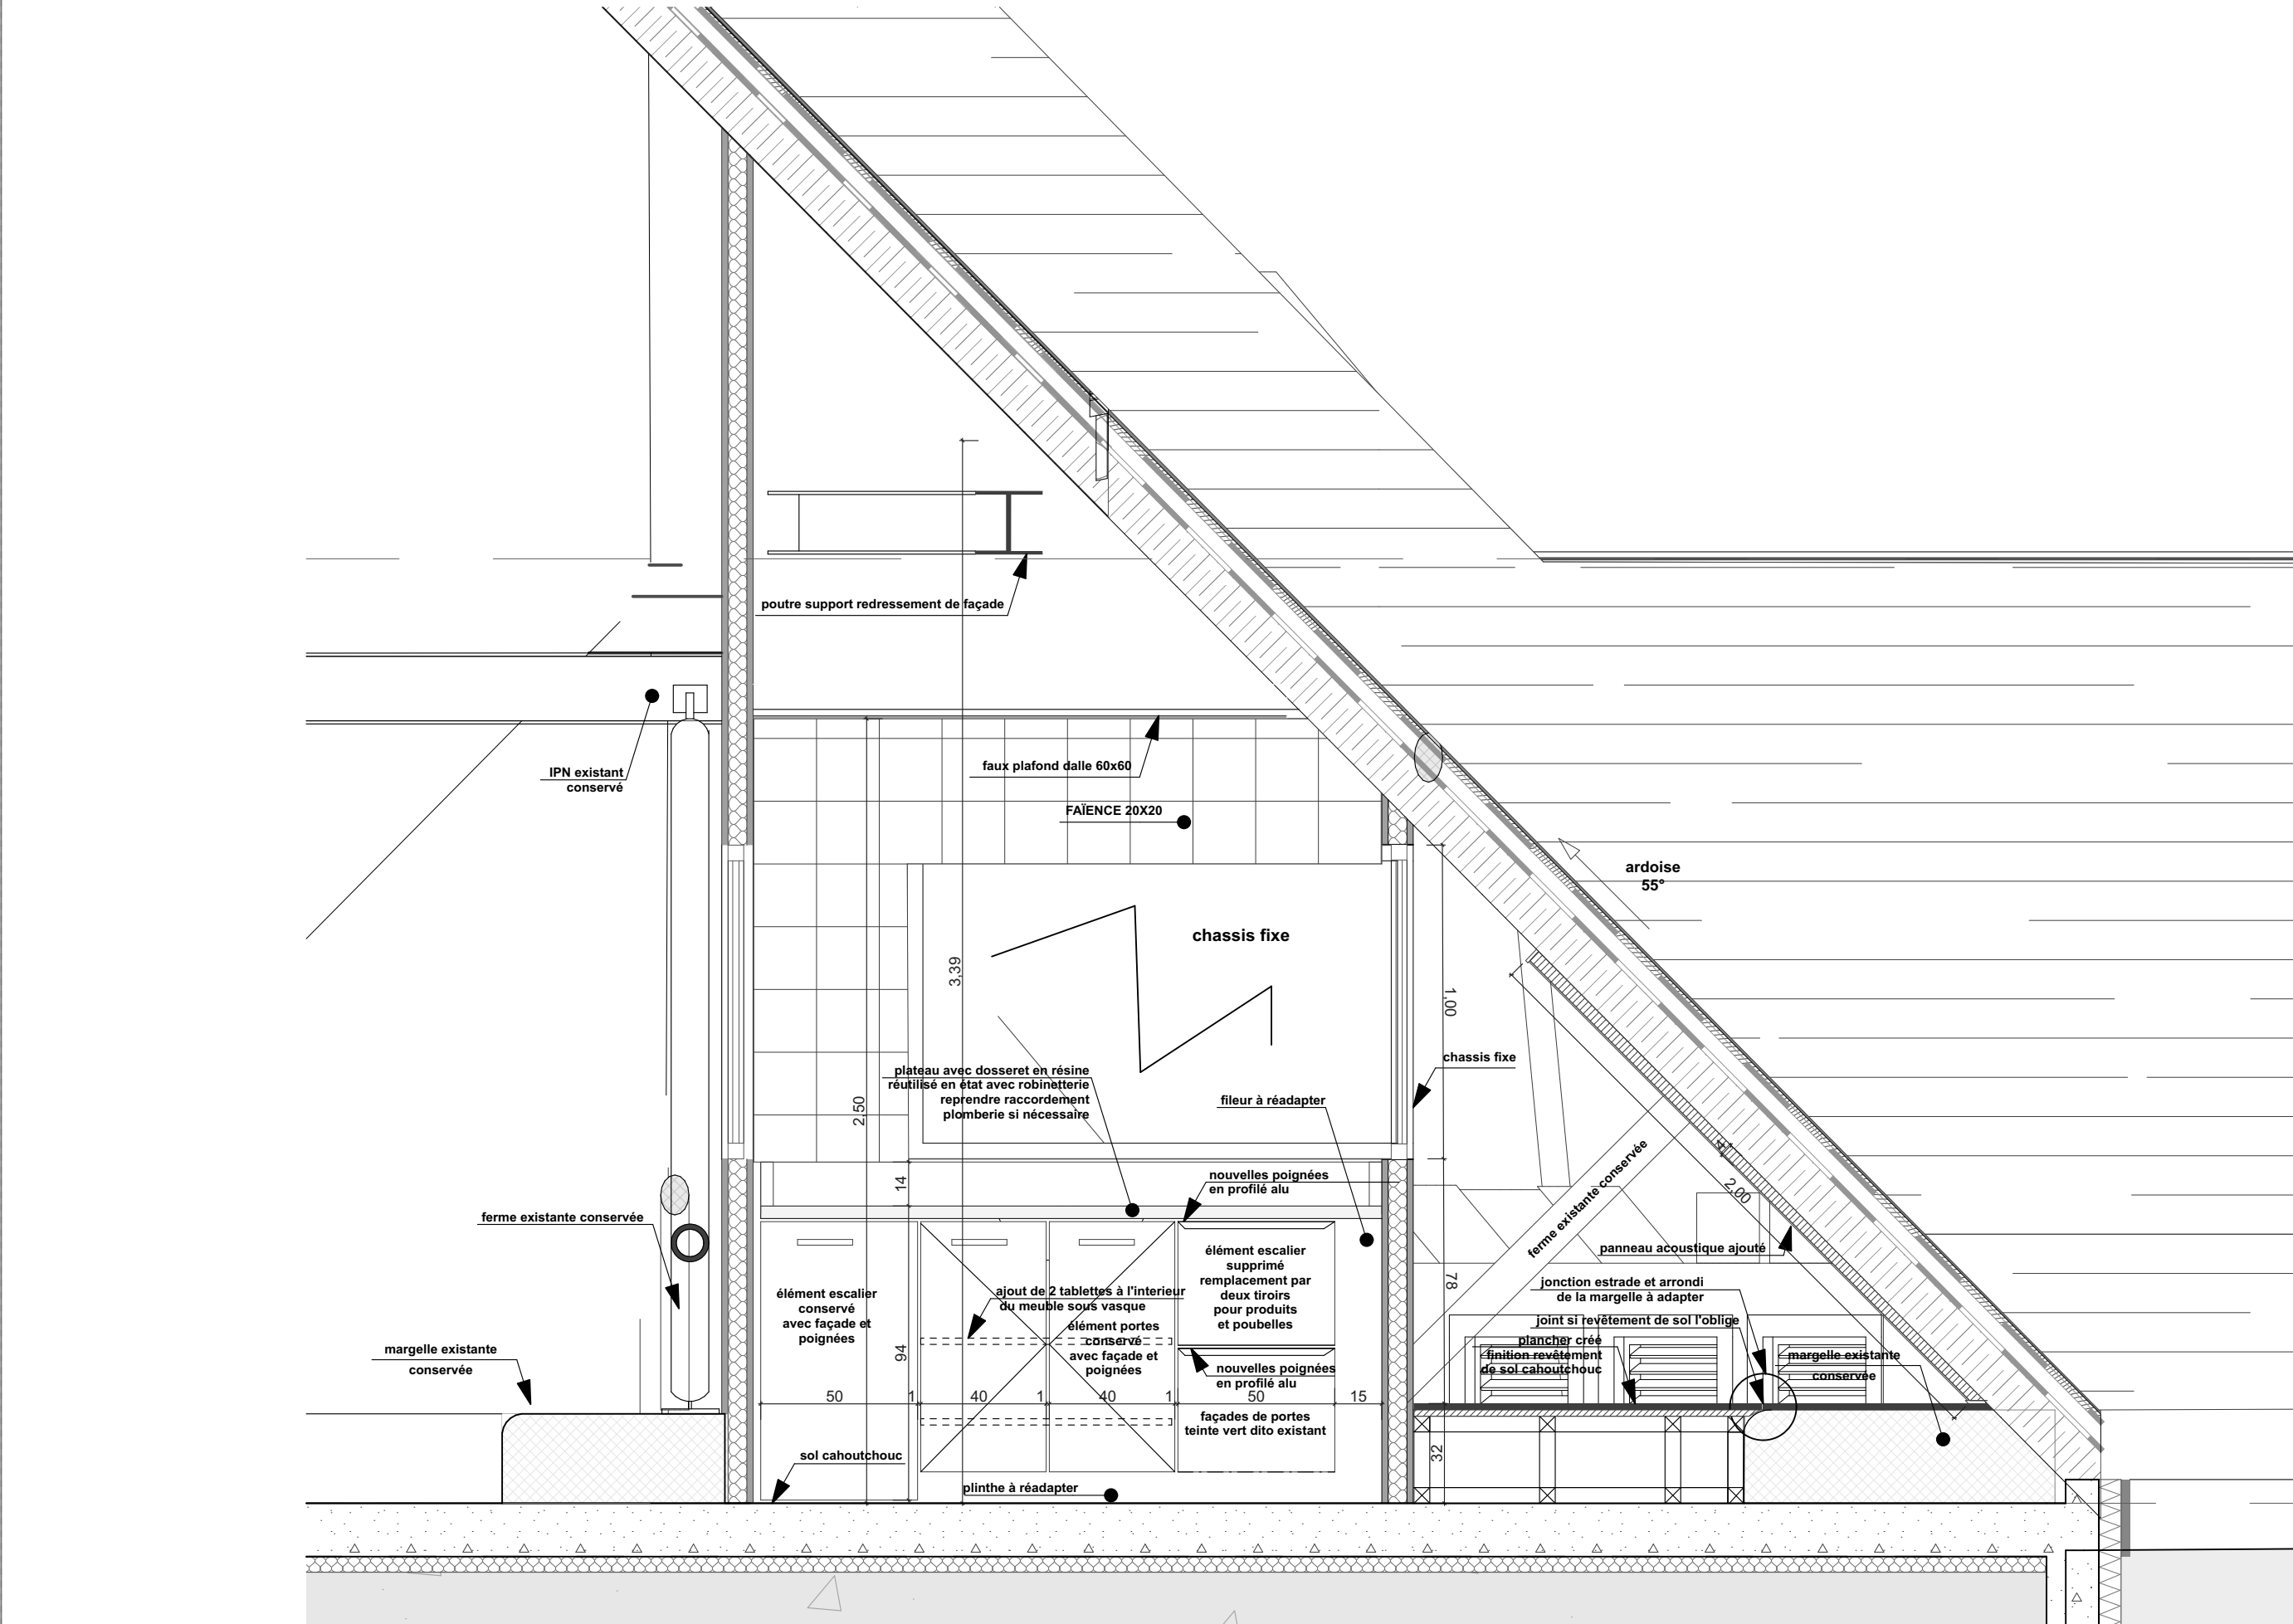 poutre support redressement de façade
IPN existant
conservé
faux plafond dalle 60x60
FAÏENCE 20X20
ardoise
55°
chassis fixe
3,39
1,00
2,50
plateau avec dosseret en résine
réutilisé en état avec robinetterie
reprendre raccordement
plomberie si nécessaire
chassis fixe
fileur à réadapter
ferme existante conservée
41
2,00
14
nouvelles poignées
en profilé alu
ferme existante conservée
panneau acoustique ajouté
élément escalier
supprimé
remplacement par
deux tiroirs
pour produits
et poubelles
78
jonction estrade et arrondi
de la margelle à adapter
joint si revêtement de sol l'oblige
élément escalier
conservé
avec façade et
poignées
ajout de 2 tablettes à l'interieur
du meuble sous vasque
élément portes
conservé
avec façade et
poignées
94
plancher créé
finition revêtement
de sol cahoutchouc
margelle existante
conservée
margelle existante
conservée
nouvelles poignées
en profilé alu
50
1
40
1
40
1
50
15
façades de portes
teinte vert dito existant
32
sol cahoutchouc
plinthe à réadapter